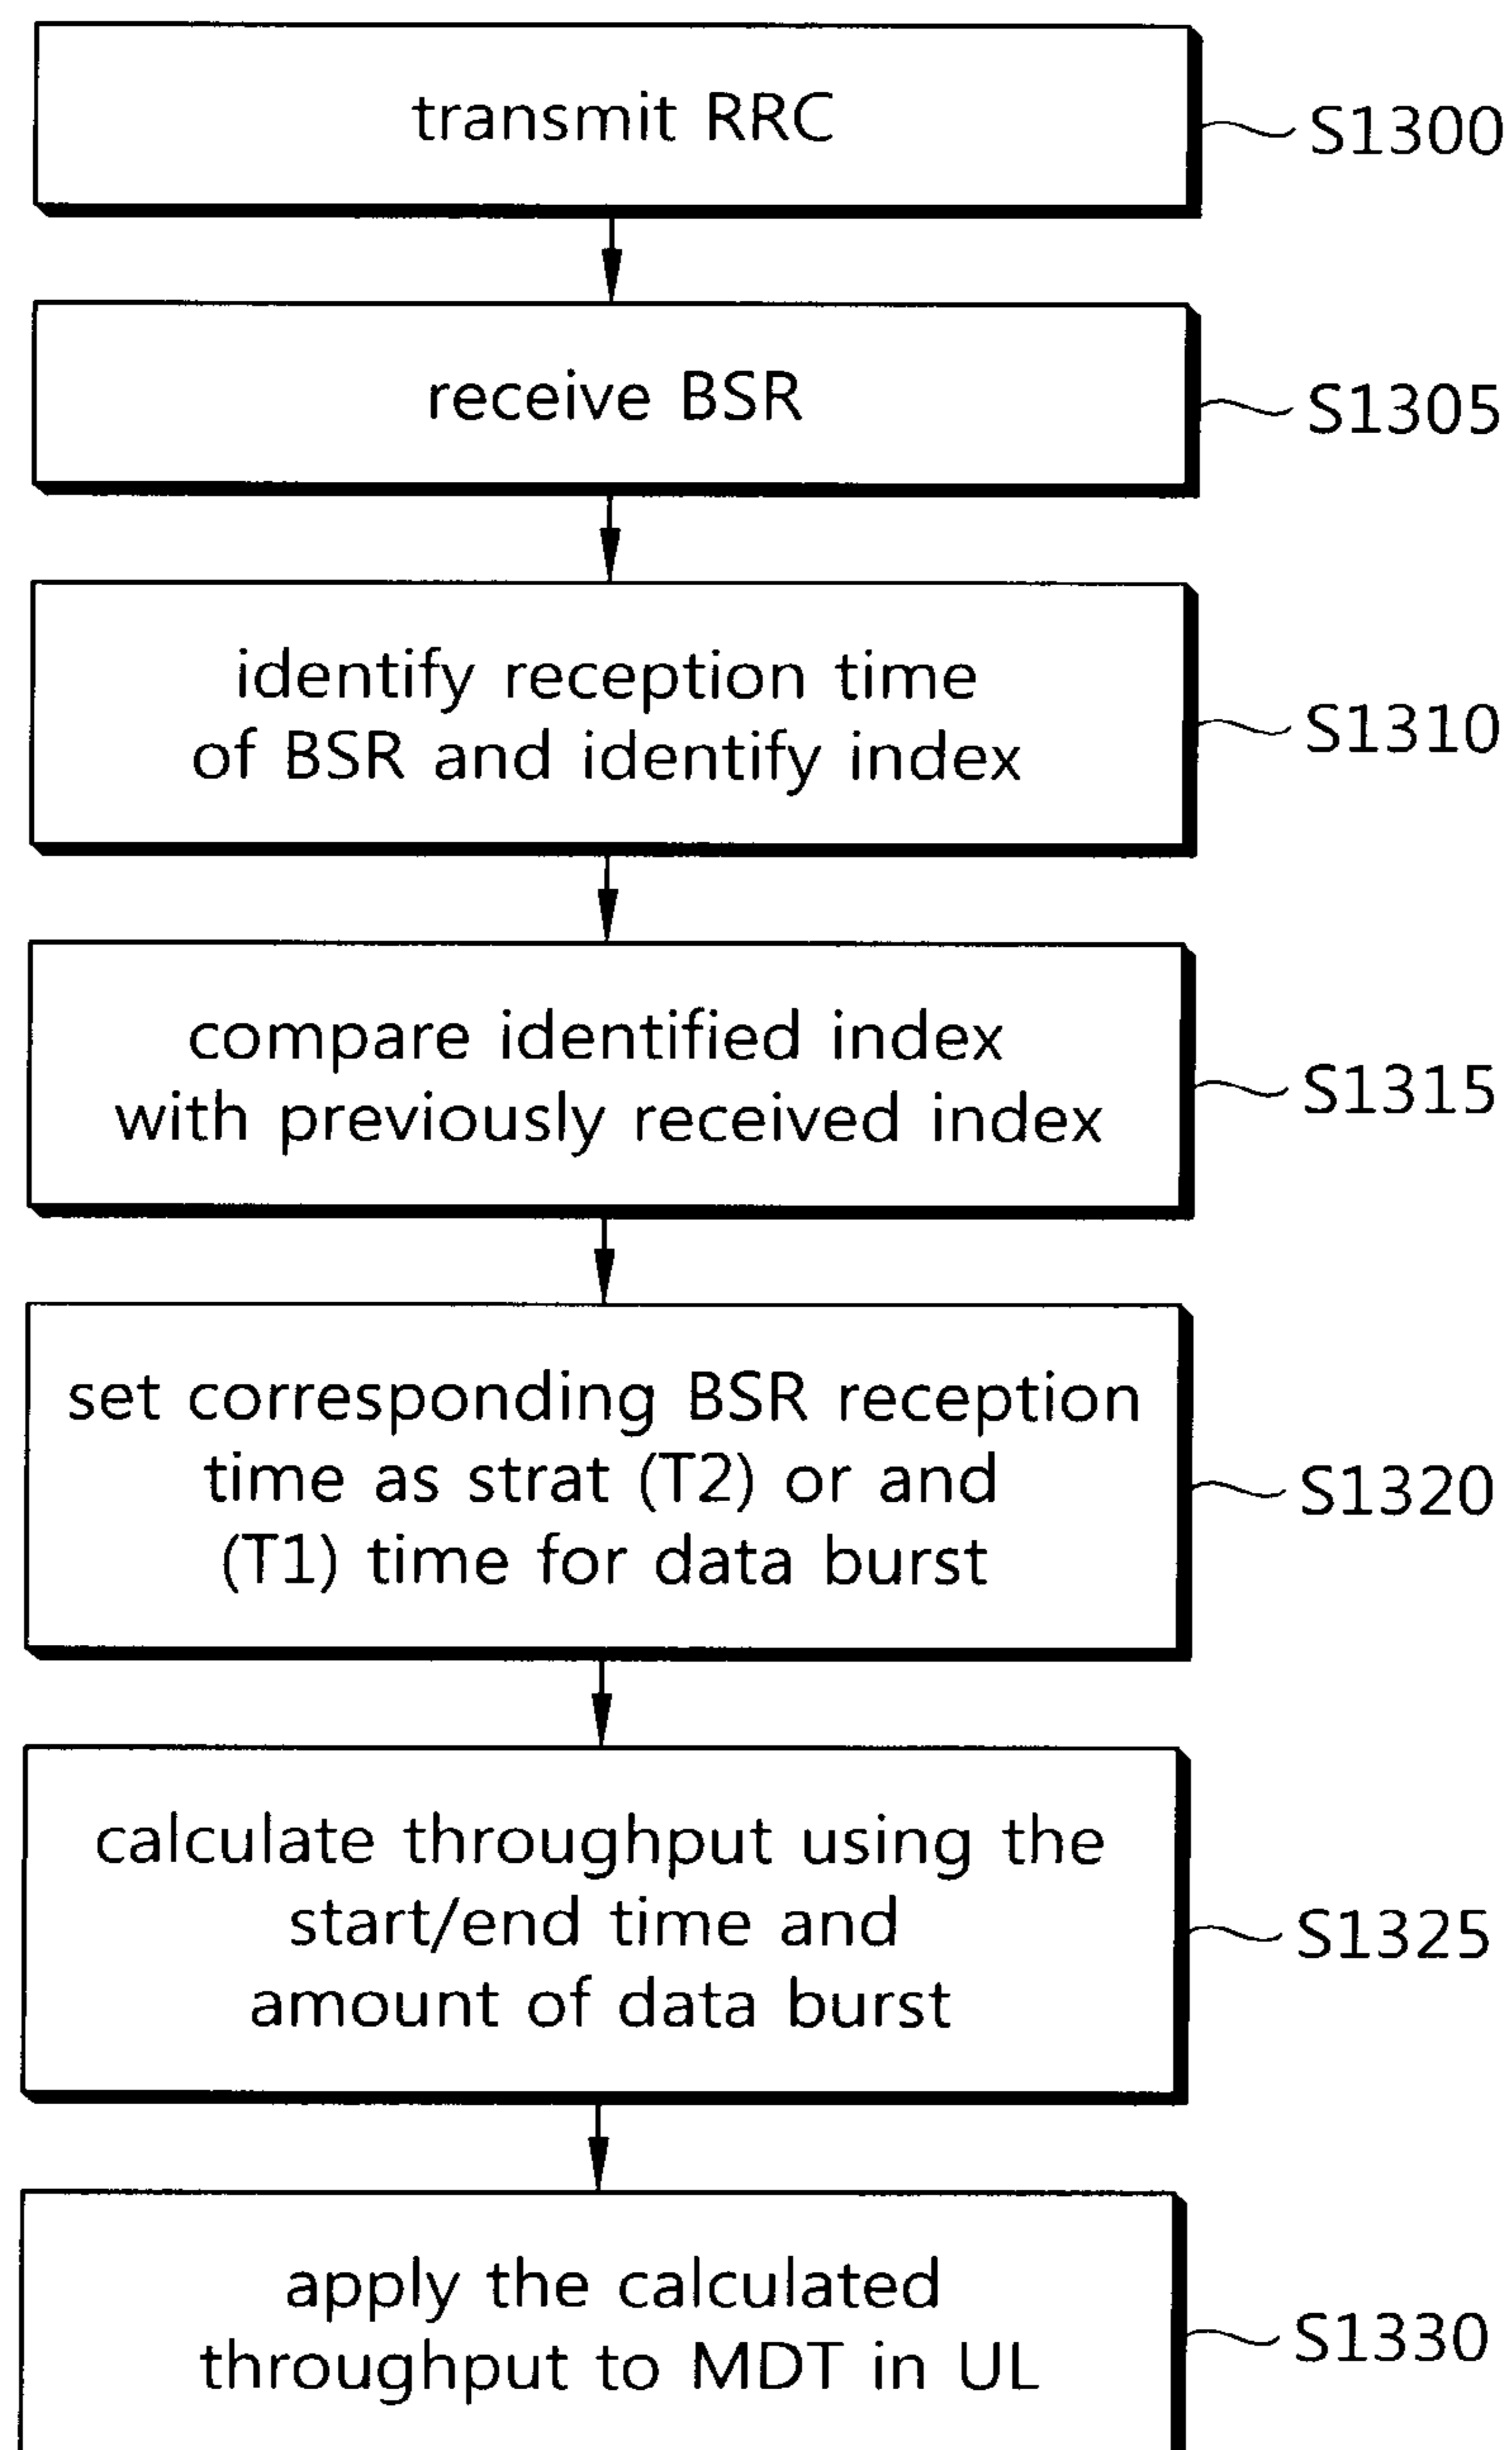 transmit RRC
S1300
receive BSR
S1305
identify reception time
of BSR and identify index
S1310
compare identified index
with previously received index
S1315
set corresponding BSR reception
time as strat (T2) or and
(T1) time for data burst
S1320
calculate throughput using the
start/end time and
amount of data burst
S1325
apply the calculated
throughput to MDT in UL
S1330